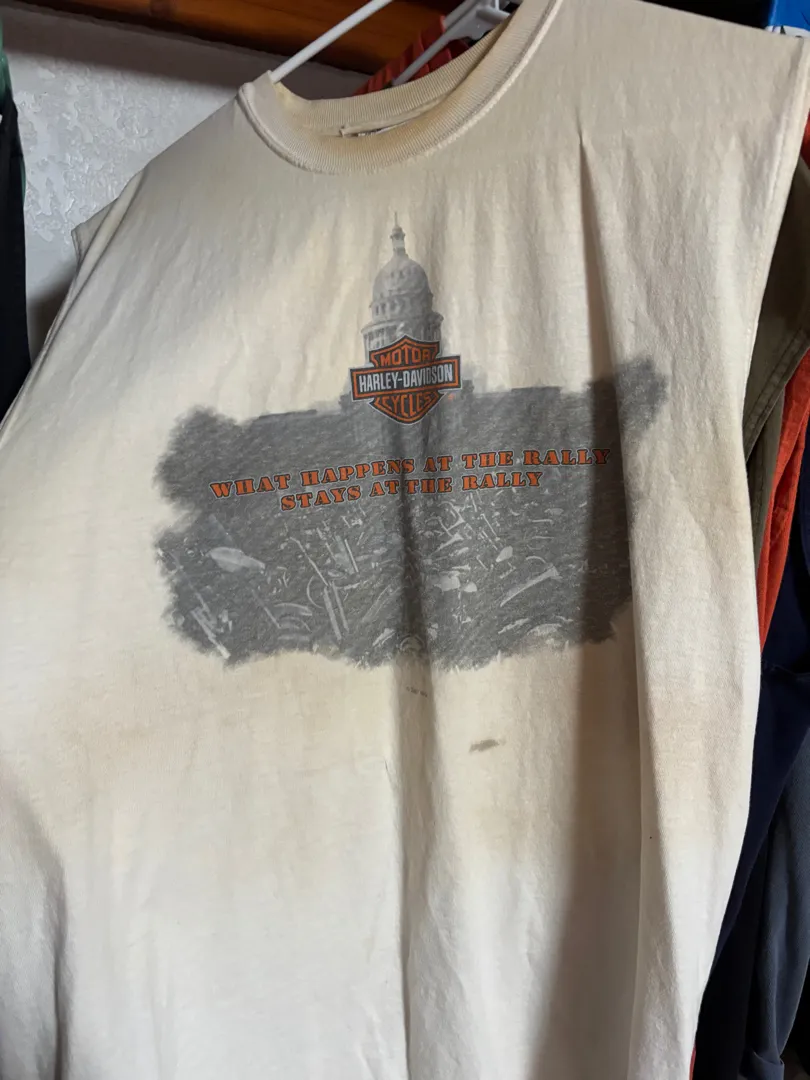 MOTOR
HARLEY-DAVIDSON
CYCLES
WHAT HAPPENS AT THE RALLY
STAYS AT THE RALLY